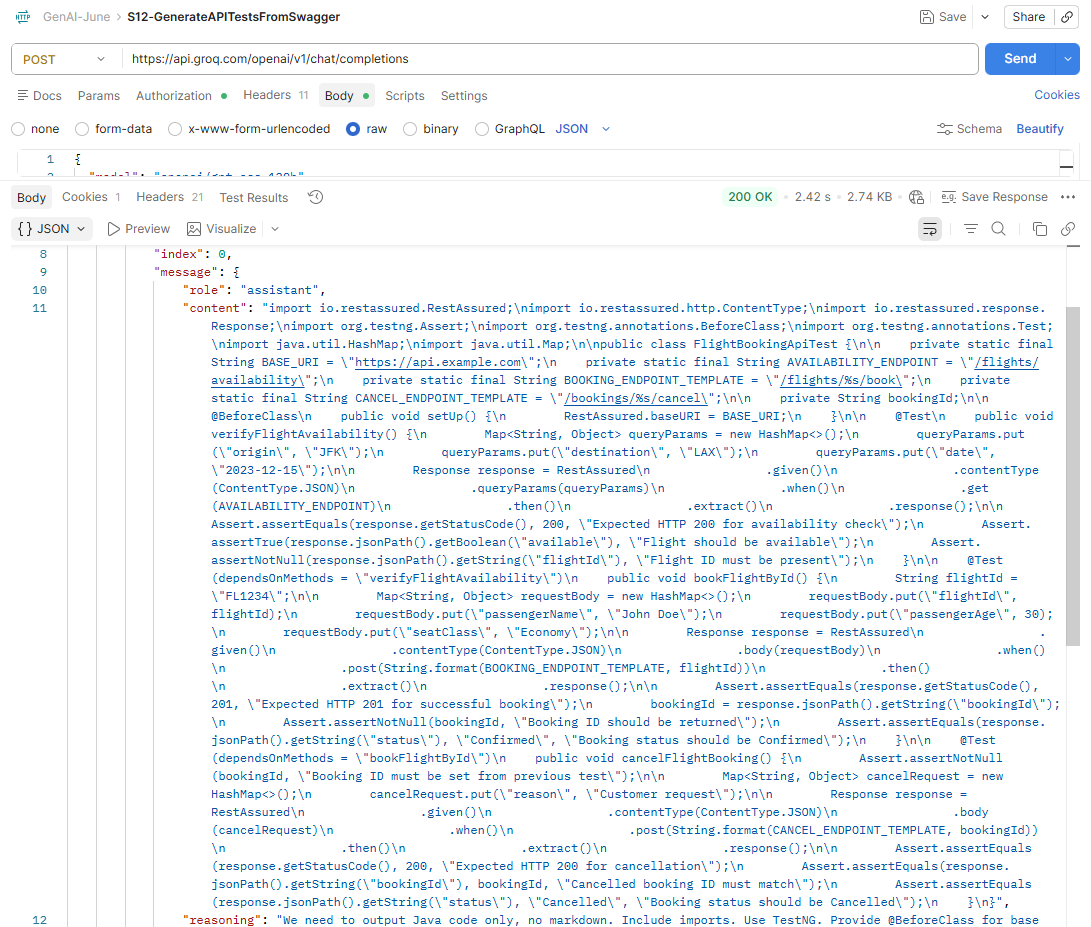 HTTP GenAI-June > S12-GenerateAPITestsFromSwagger Save Share
POST https://api.groq.com/openai/v1/chat/completions Send
Docs Params Authorization Headers 11 Body Scripts Settings Cookies
none form-data x-www-form-urlencoded raw binary GraphQL JSON Schema Beautify
1 {
Body Cookies 1 Headers 21 Test Results 200 OK • 2.42 s • 2.74 KB • e.g. Save Response
{} JSON Preview Visualize
8 "index": 0,
9 "message": {
10 "role": "assistant",
11 "content": "import io.restassured.RestAssured;\nimport io.restassured.http.ContentType;\nimport io.restassured.response.
Response;\nimport org.testng.Assert;\nimport org.testng.annotations.BeforeClass;\nimport org.testng.annotations.Test;
\nimport java.util.HashMap;\nimport java.util.Map;\n\npublic class FlightBookingApiTest {\n\n    private static final
String BASE_URI = \"https://api.example.com\";\n    private static final String AVAILABILITY_ENDPOINT = \"/flights/
availability\";\n    private static final String BOOKING_ENDPOINT_TEMPLATE = \"/flights/%s/book\";\n    private
static final String CANCEL_ENDPOINT_TEMPLATE = \"/bookings/%s/cancel\";\n\n    private String bookingId;\n\n
@BeforeClass\n    public void setUp() {\n        RestAssured.baseURI = BASE_URI;\n    }\n\n    @Test\n    public void
verifyFlightAvailability() {\n        Map<String, Object> queryParams = new HashMap<>();\n        queryParams.put
(\"origin\", \"JFK\");\n        queryParams.put(\"destination\", \"LAX\");\n        queryParams.put(\"date\",
\"2023-12-15\");\n\n        Response response = RestAssured\n                .given()\n                .contentType
(ContentType.JSON)\n                .queryParams(queryParams)\n                .when()\n                .get
(AVAILABILITY_ENDPOINT)\n                .then()\n                .extract()\n                .response();\n\n
Assert.assertEquals(response.getStatusCode(), 200, \"Expected HTTP 200 for availability check\");\n        Assert.
assertTrue(response.jsonPath().getBoolean(\"available\"), \"Flight should be available\");\n        Assert.
assertNotNull(response.jsonPath().getString(\"flightId\"), \"Flight ID must be present\");\n    }\n\n    @Test
(dependsOnMethods = \"verifyFlightAvailability\")\n    public void bookFlightById() {\n        String flightId =
\"FL1234\";\n\n        Map<String, Object> requestBody = new HashMap<>();\n        requestBody.put(\"flightId\",
flightId);\n        requestBody.put(\"passengerName\", \"John Doe\");\n        requestBody.put(\"passengerAge\", 30);
\n        requestBody.put(\"seatClass\", \"Economy\");\n\n        Response response = RestAssured\n                .
given()\n                .contentType(ContentType.JSON)\n                .body(requestBody)\n                .when()
\n                .post(String.format(BOOKING_ENDPOINT_TEMPLATE, flightId))\n                .then()
\n                .extract()\n                .response();\n\n        Assert.assertEquals(response.getStatusCode(),
201, \"Expected HTTP 201 for successful booking\");\n        bookingId = response.jsonPath().getString(\"bookingId\");
\n        Assert.assertNotNull(bookingId, \"Booking ID should be returned\");\n        Assert.assertEquals(response.
jsonPath().getString(\"status\"), \"Confirmed\", \"Booking status should be Confirmed\");\n    }\n\n    @Test
(dependsOnMethods = \"bookFlightById\")\n    public void cancelFlightBooking() {\n        Assert.assertNotNull
(bookingId, \"Booking ID must be set from previous test\");\n\n        Map<String, Object> cancelRequest = new
HashMap<>();\n        cancelRequest.put(\"reason\", \"Customer request\");\n\n        Response response =
RestAssured\n                .given()\n                .contentType(ContentType.JSON)\n                .body
(cancelRequest)\n                .when()\n                .post(String.format(CANCEL_ENDPOINT_TEMPLATE, bookingId))
\n                .then()\n                .extract()\n                .response();\n\n        Assert.assertEquals
(response.getStatusCode(), 200, \"Expected HTTP 200 for cancellation\");\n        Assert.assertEquals(response.
jsonPath().getString(\"bookingId\"), bookingId, \"Cancelled booking ID must match\");\n        Assert.assertEquals
(response.jsonPath().getString(\"status\"), \"Cancelled\", \"Booking status should be Cancelled\");\n    }\n}",
12 "reasoning": "We need to output Java code only, no markdown. Include imports. Use TestNG. Provide @BeforeClass for base